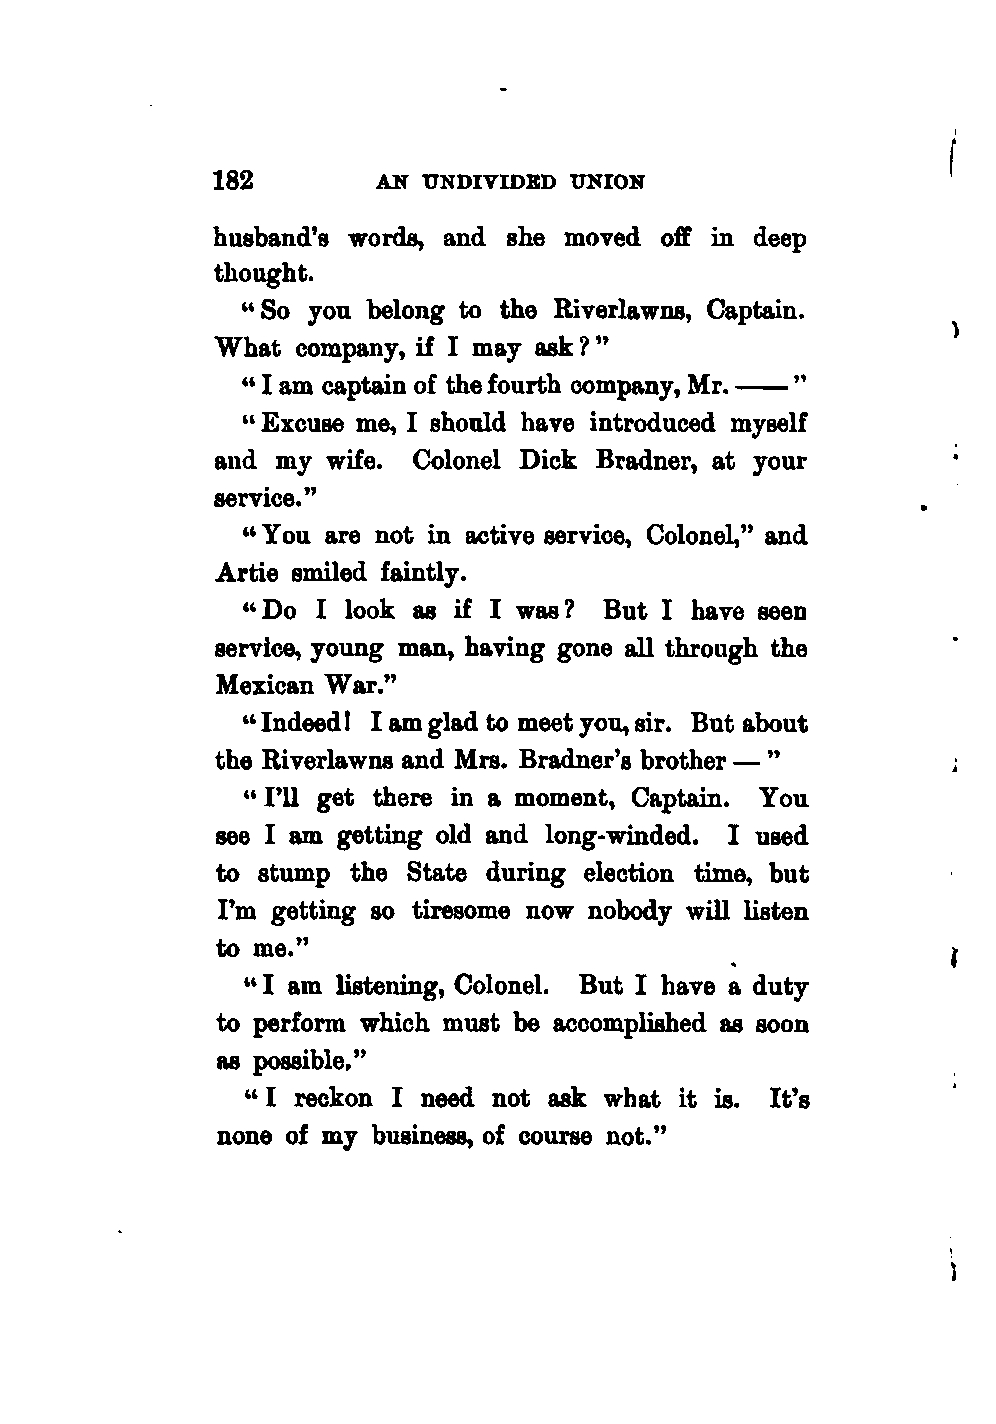 182 AN UNDIVIDED UNION
husband's words, and she moved off in deep
thought.
"So you belong to the Riverlawns, Captain.
What company, if I may ask?"
"I am captain of the fourth company, Mr. ——"
"Excuse me, I should have introduced myself
and my wife. Colonel Dick Bradner, at your
service."
"You are not in active service, Colonel," and
Artie smiled faintly.
"Do I look as if I was? But I have seen
service, young man, having gone all through the
Mexican War."
"Indeed! I am glad to meet you, sir. But about
the Riverlawns and Mrs. Bradner's brother — "
"I'll get there in a moment, Captain. You
see I am getting old and long-winded. I used
to stump the State during election time, but
I'm getting so tiresome now nobody will listen
to me."
"I am listening, Colonel. But I have a duty
to perform which must be accomplished as soon
as possible."
"I reckon I need not ask what it is. It's
none of my business, of course not."